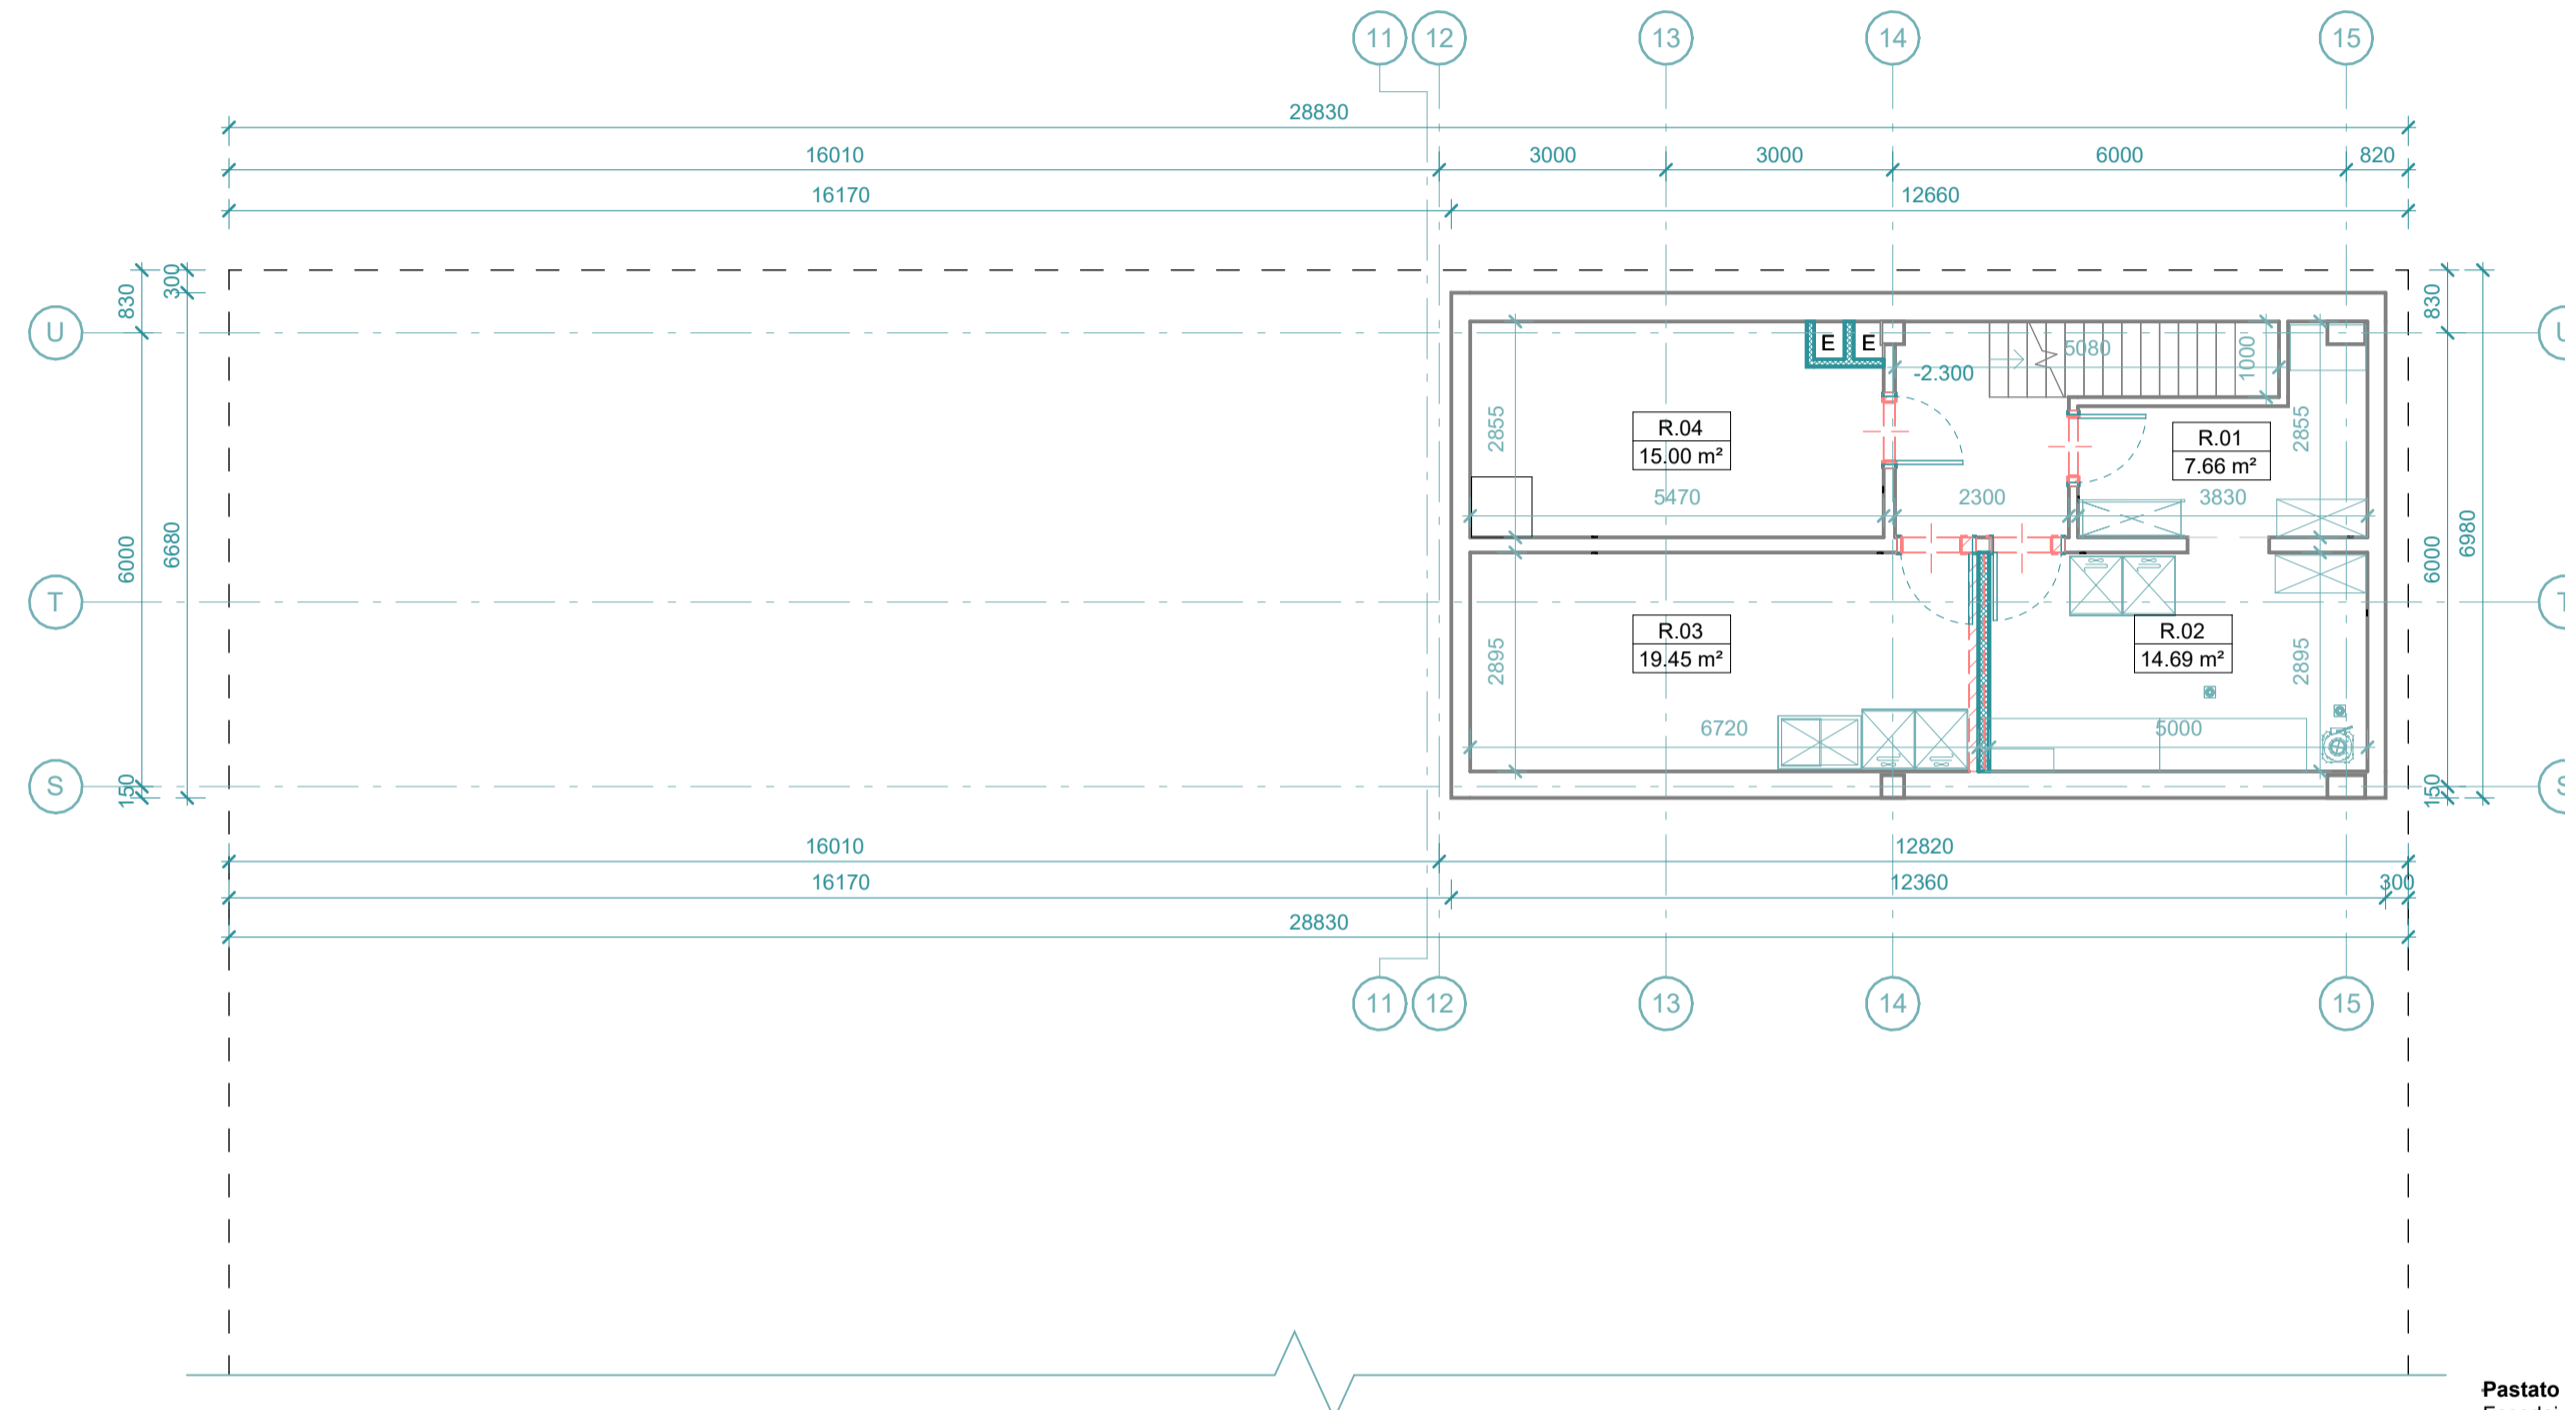 11 12 13 14 15
28830
16010 3000 3000 6000 820
16170 12660
300
830 830
U U
E E
5080
1000
-2.300
2855 2855
R.04
15.00 m²
R.01
7.66 m²
5470 2300 3830
6000 6680 6000 6980
T T
R.03
19.45 m²
R.02
14.69 m²
2895 2895
6720 5000
S S
150 150
16010 12820
16170 12360 300
28830
11 12 13 14 15
Pastato